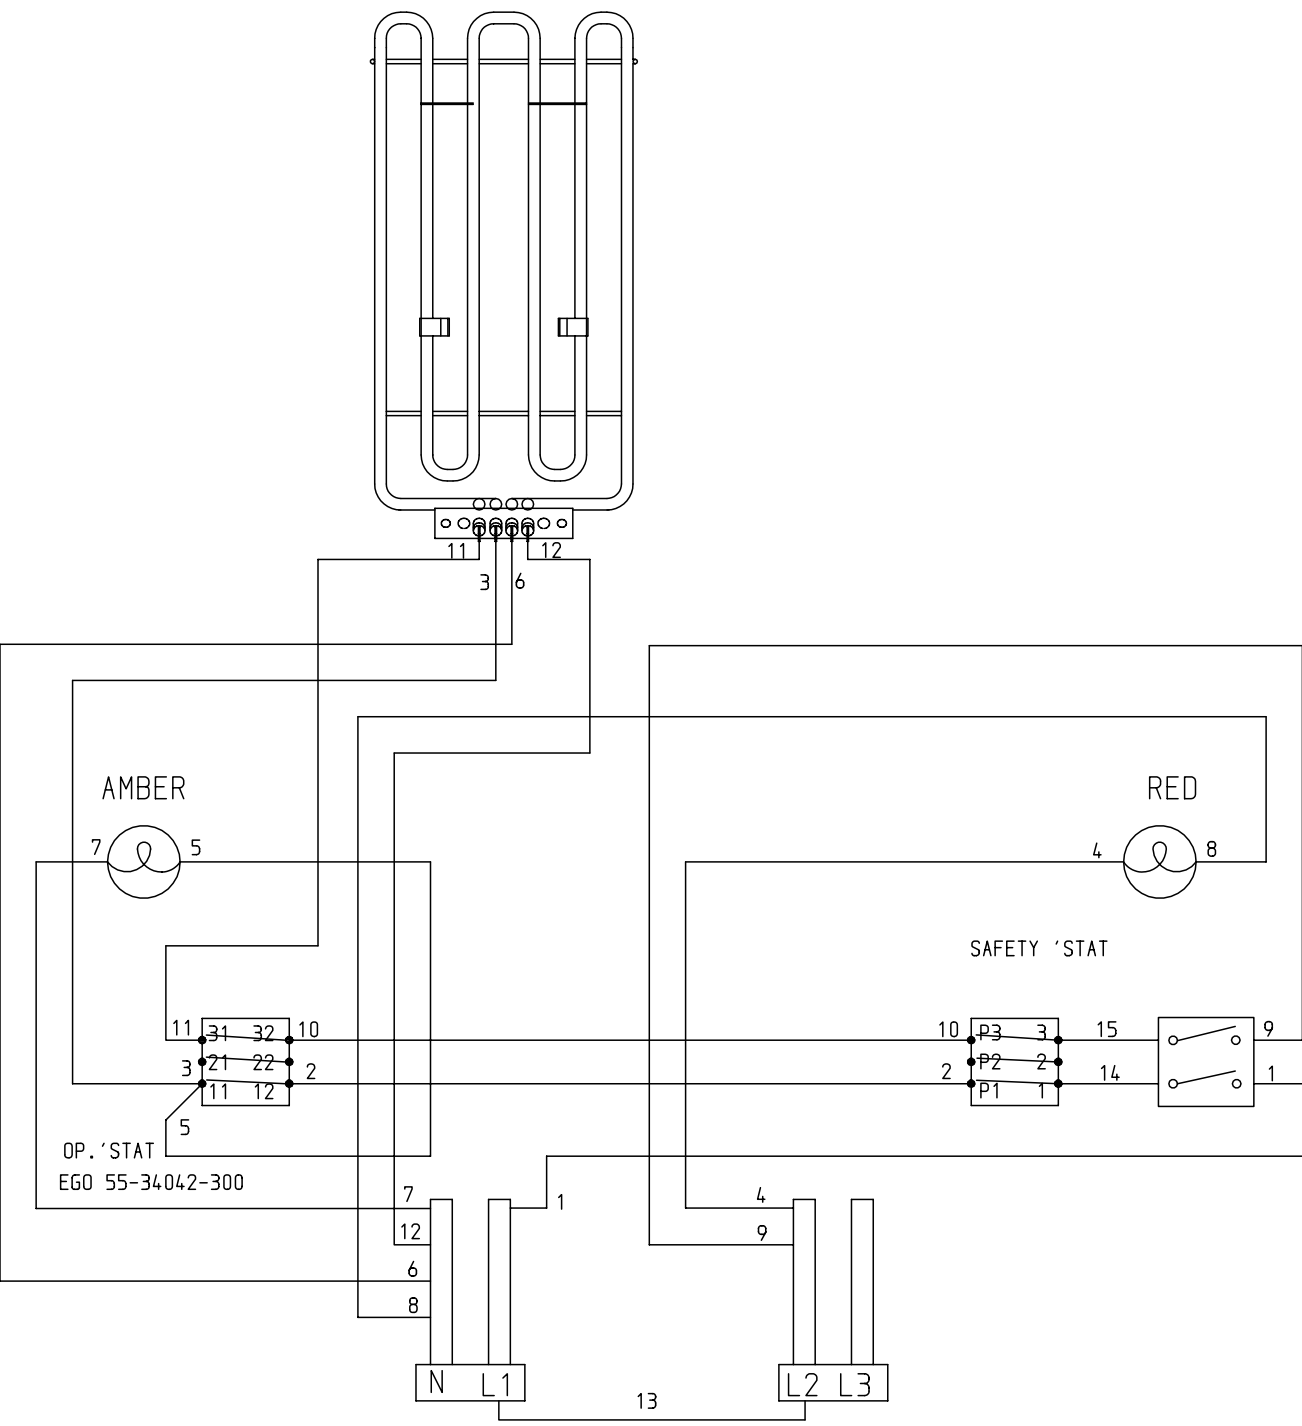 11 12
3 6
AMBER RED
7 5 4 8
SAFETY 'STAT
11 31 32 10 10 P3 3 15 9
3 21 22 2 2 P2 2 14 1
11 12 P1 1
5
OP.'STAT
EGO 55-34042-300
7 1 4
12 9
6
8
N L1 L2 L3
13